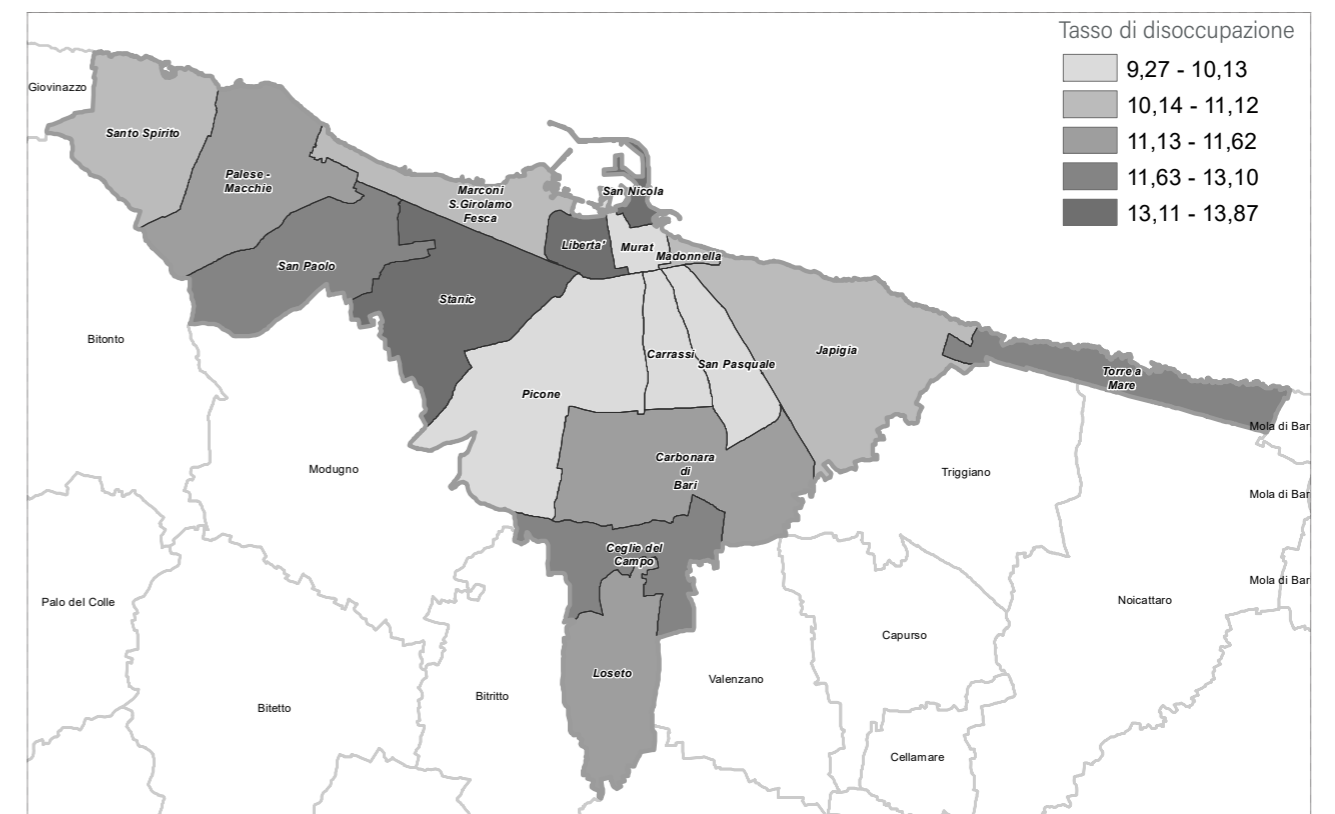 Tasso di disoccupazione
9,27 - 10,13
10,14 - 11,12
11,13 - 11,62
11,63 - 13,10
13,11 - 13,87
Giovinazzo
Santo Spirito
Palese -
Macchie
Marconi
S.Girolamo
Fesca
San Nicola
Liberta'
Murat
Madonnella
San Paolo
Stanic
Bitonto
Carrassi
San Pasquale
Japigia
Torre a
Mare
Picone
Mola di Bar
Carbonara
di
Bari
Modugno
Triggiano
Mola di Bar
Ceglie del
Campo
Mola di Bar
Palo del Colle
Noicattaro
Capurso
Loseto
Valenzano
Bitritto
Bitetto
Cellamare